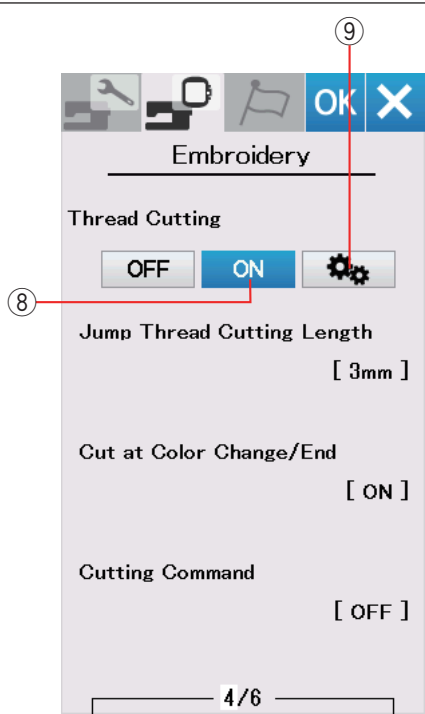 ⑨
OK
Embroidery
Thread Cutting
OFF ON
⑧
Jump Thread Cutting Length
[ 3mm ]
Cut at Color Change/End
[ ON ]
Cutting Command
[ OFF ]
4/6